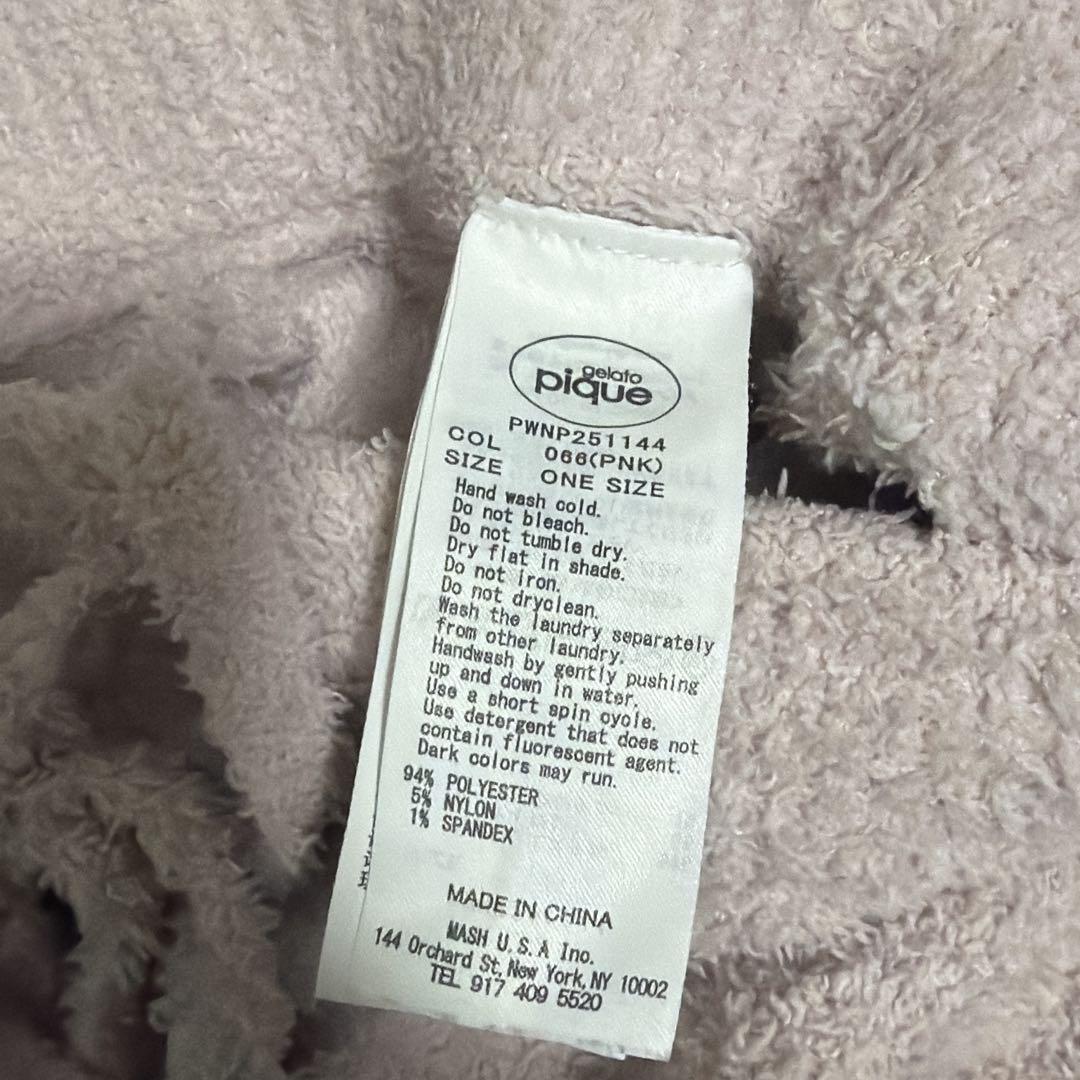 gelato
pique
PWNP251144
COL 066(PNK)
SIZE ONE SIZE
Hand wash cold.
Do not bleach.
Do not tumble dry.
Dry flat in shade.
Do not iron.
Do not dryclean.
Wash the laundry separately
from other laundry.
Handwash by gently pushing
up and down in water.
Use a short spin cycle.
Use detergent that does not
contain fluorescent agent.
Dark colors may run.
94% POLYESTER
5% NYLON
1% SPANDEX
MADE IN CHINA
MASH U.S.A Inc.
144 Orchard St, New York, NY 10002
TEL 917 409 5520